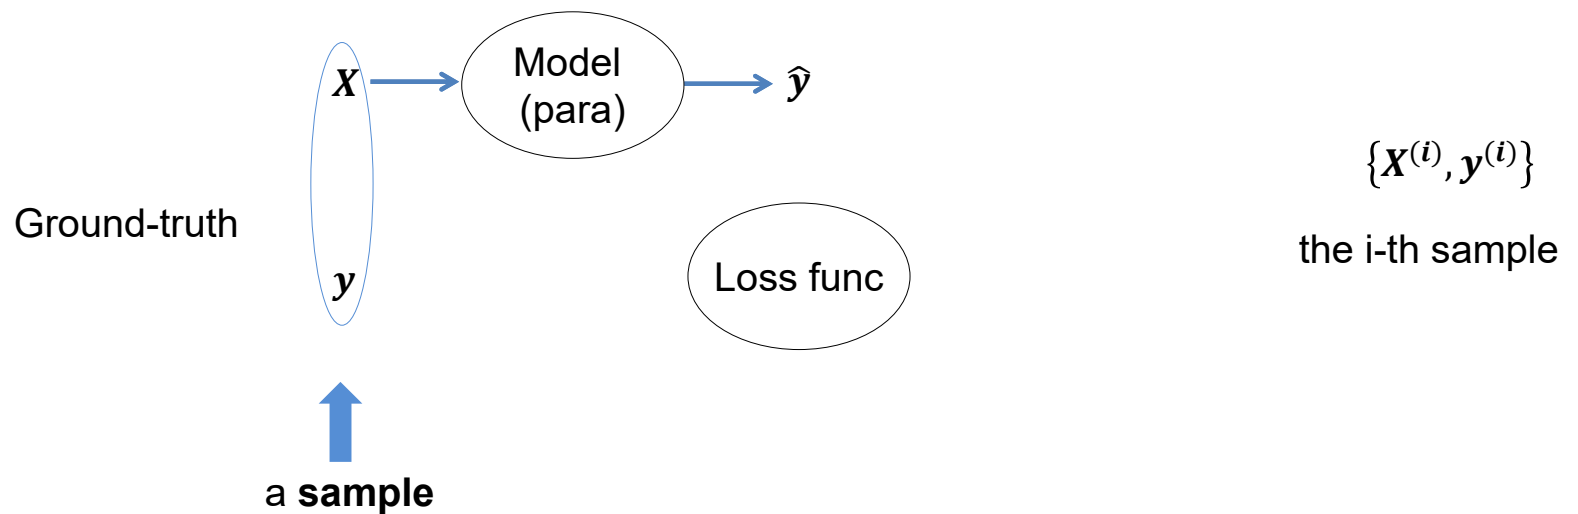 X
Model
(para)
ŷ
{X^(i), y^(i)}
Ground-truth
the i-th sample
y
Loss func
a sample